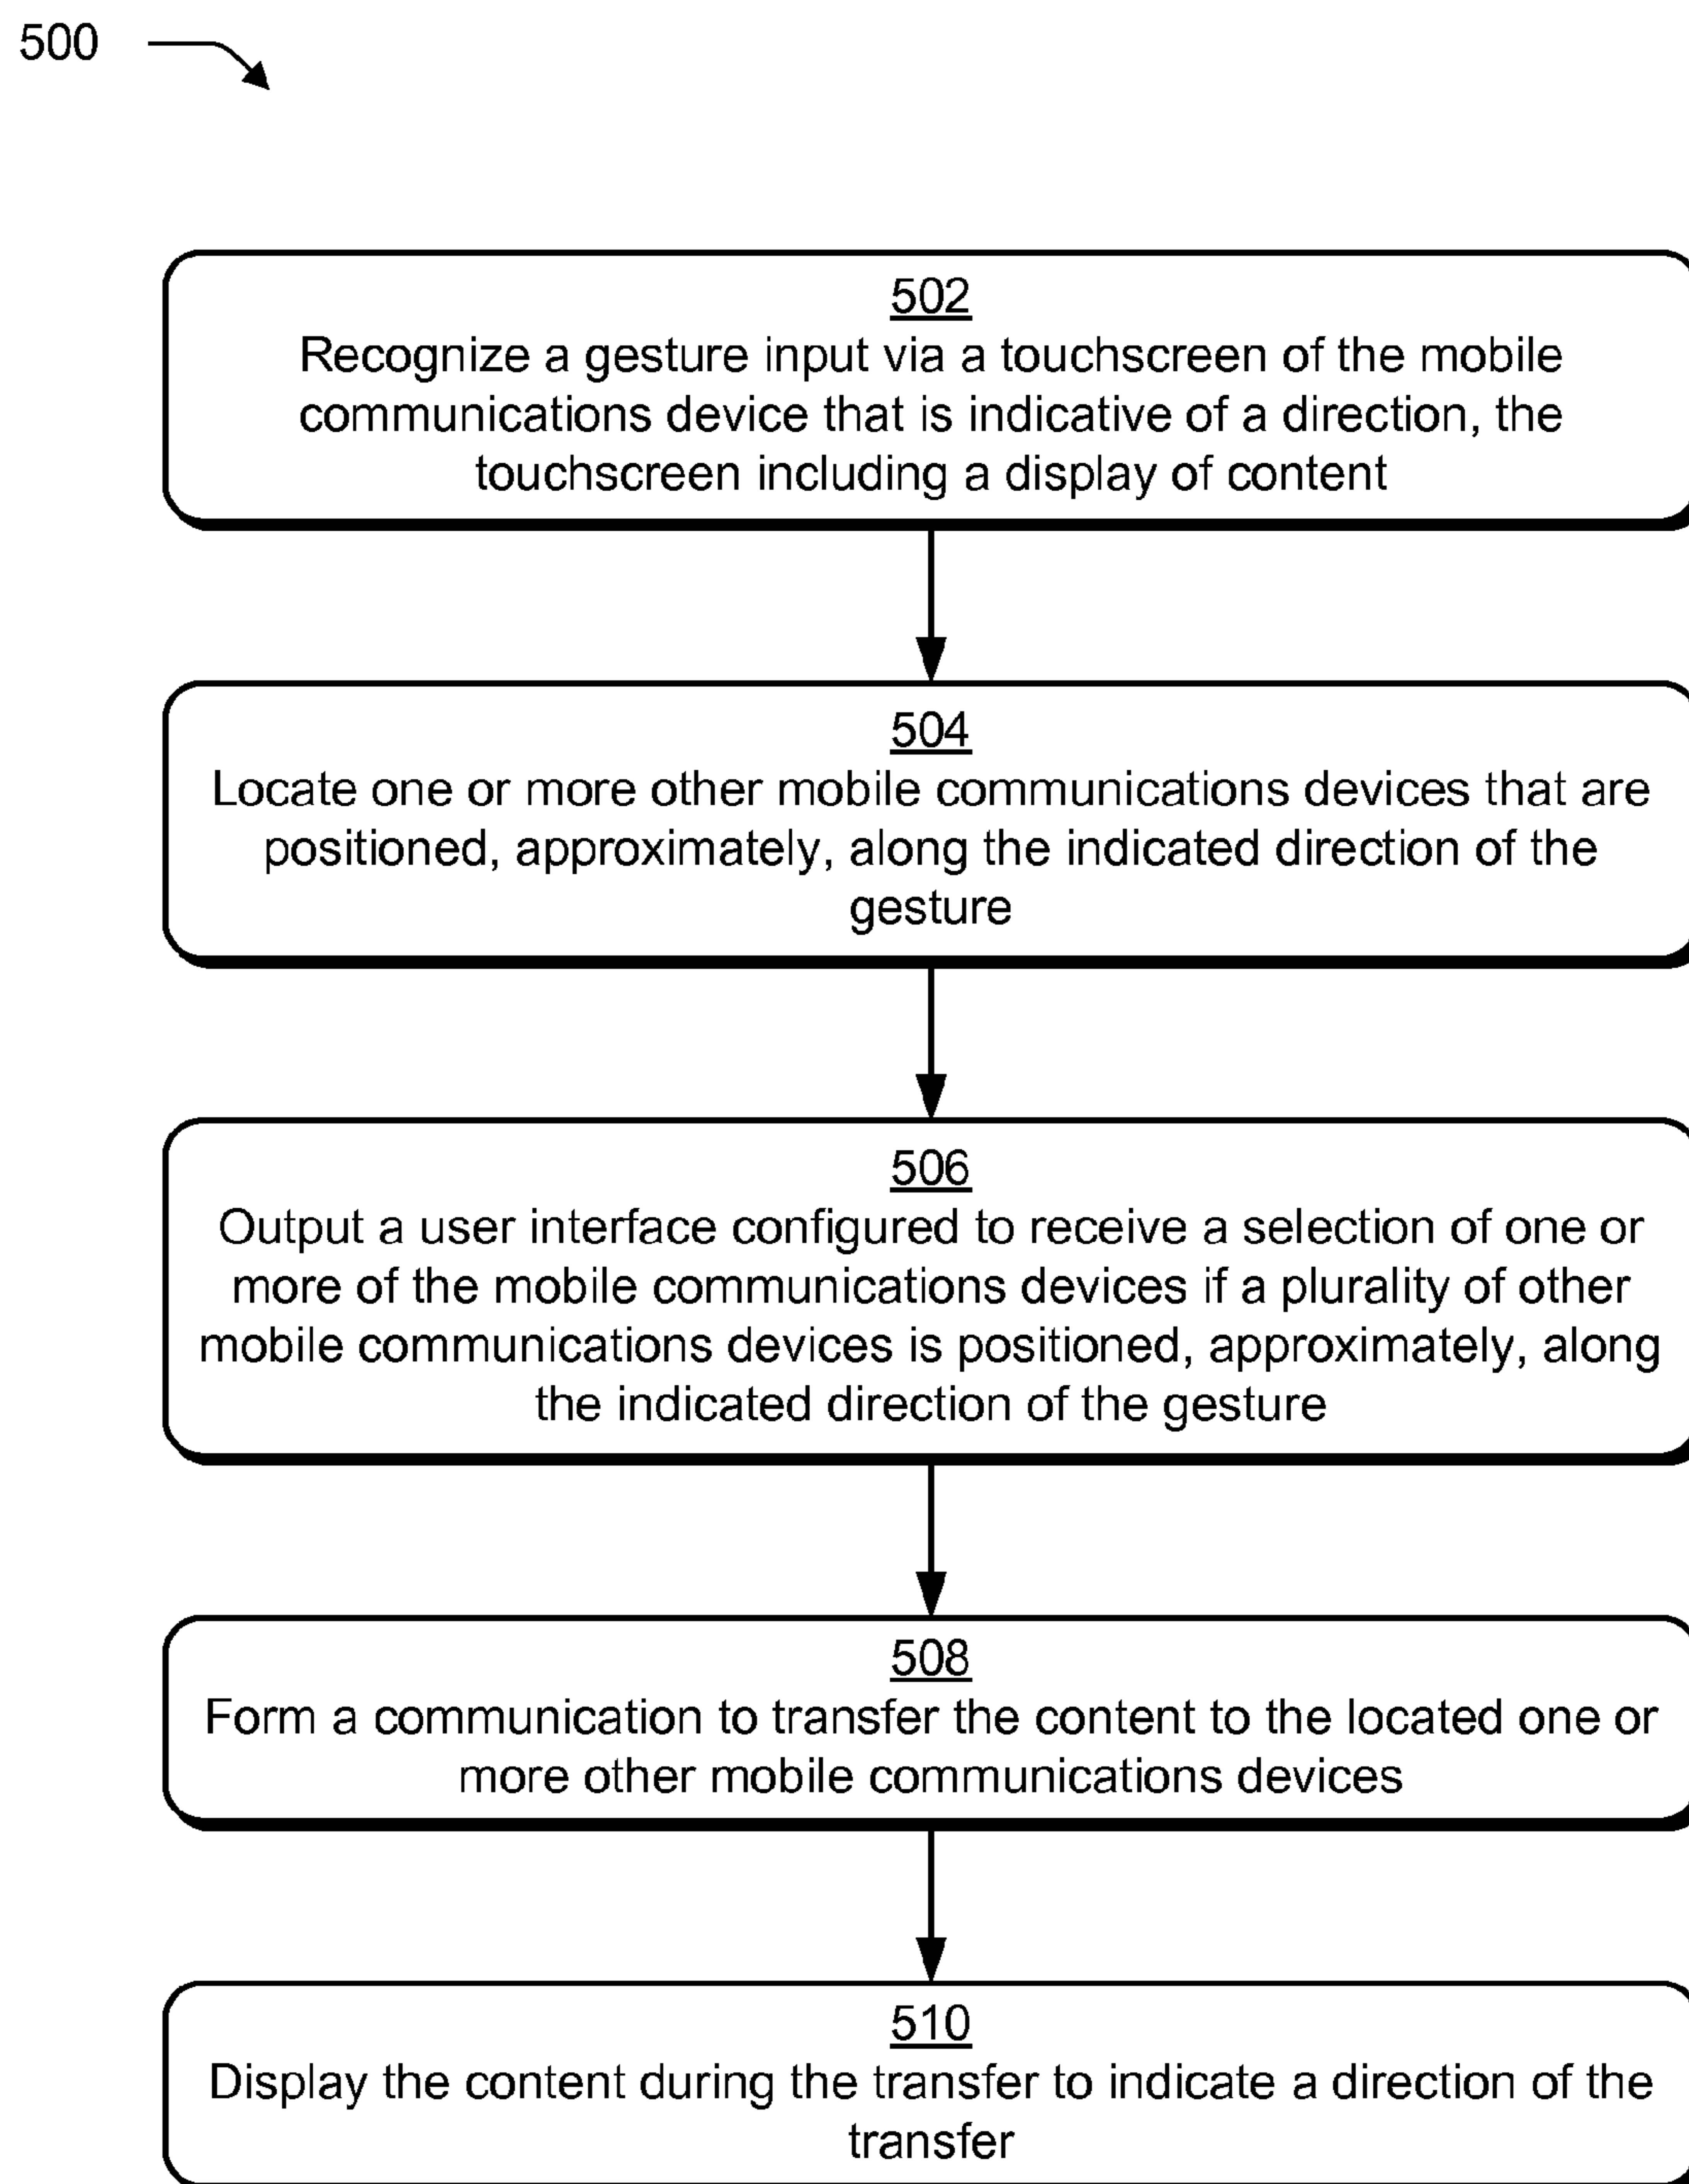 500
502
Recognize a gesture input via a touchscreen of the mobile
communications device that is indicative of a direction, the
touchscreen including a display of content
504
Locate one or more other mobile communications devices that are
positioned, approximately, along the indicated direction of the
gesture
506
Output a user interface configured to receive a selection of one or
more of the mobile communications devices if a plurality of other
mobile communications devices is positioned, approximately, along
the indicated direction of the gesture
508
Form a communication to transfer the content to the located one or
more other mobile communications devices
510
Display the content during the transfer to indicate a direction of the
transfer